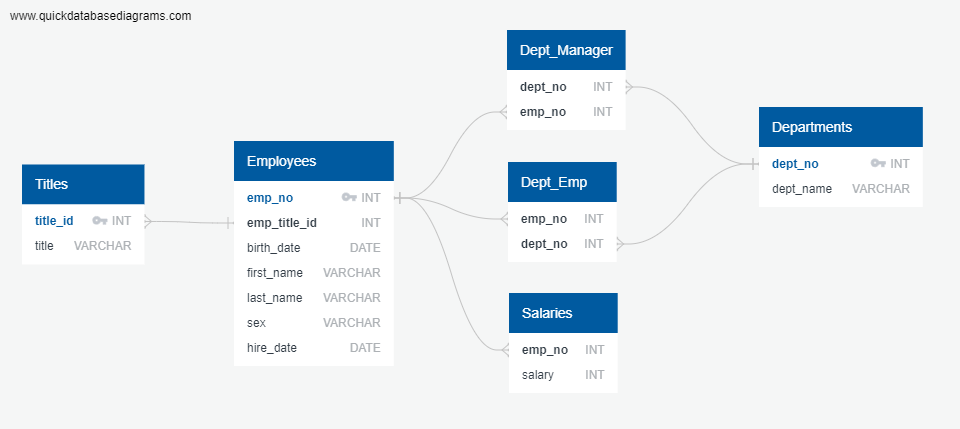 www.quickdatabasediagrams.com
Titles
title_id INT
title VARCHAR
Employees
emp_no INT
emp_title_id INT
birth_date DATE
first_name VARCHAR
last_name VARCHAR
sex VARCHAR
hire_date DATE
Dept_Manager
dept_no INT
emp_no INT
Dept_Emp
emp_no INT
dept_no INT
Salaries
emp_no INT
salary INT
Departments
dept_no INT
dept_name VARCHAR